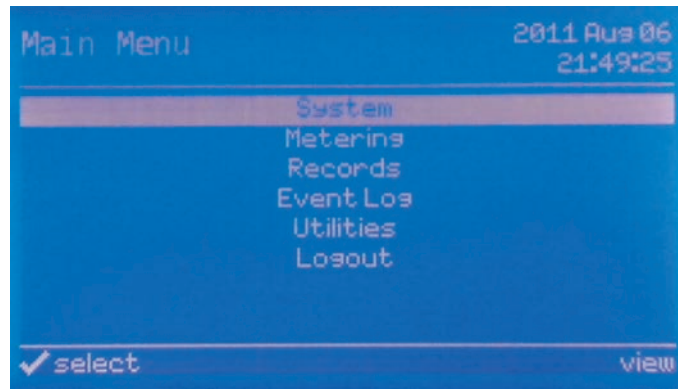 Main Menu
2011 Aug 06
21:49:25
System
Metering
Records
Event Log
Utilities
Logout
✓ select
view